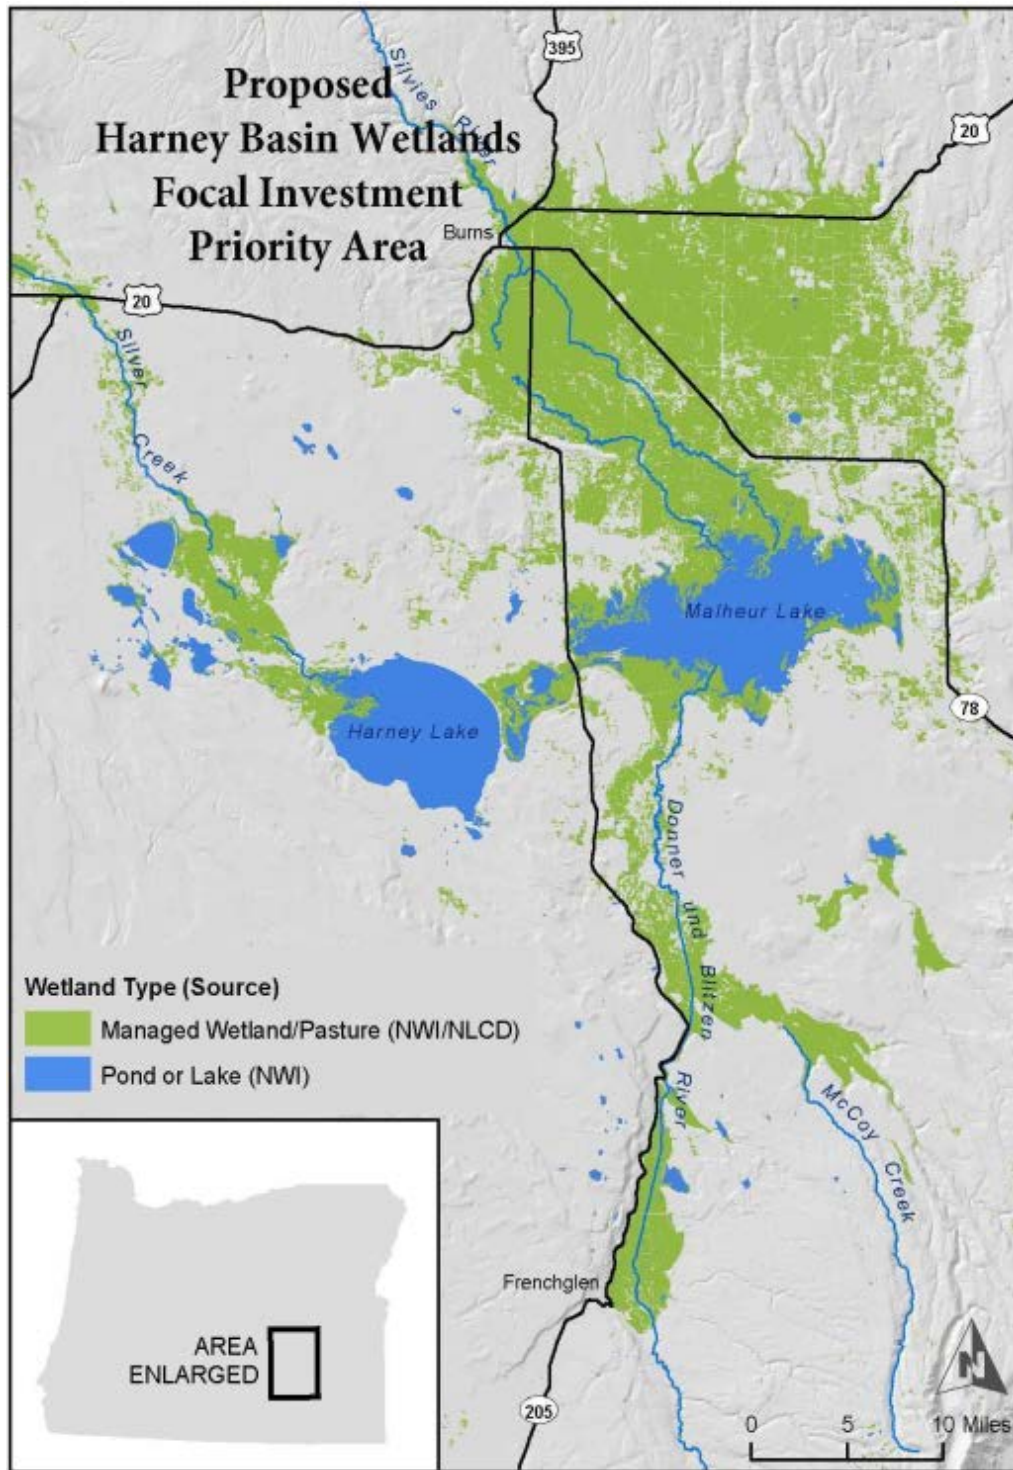 Proposed
Harney Basin Wetlands
Focal Investment
Priority Area
Silvies River
395
20
Burns
20
Silver Creek
Malheur Lake
Harney Lake
78
Donner und Blitzen River
McCoy Creek
Wetland Type (Source)
Managed Wetland/Pasture (NWI/NLCD)
Pond or Lake (NWI)
Frenchglen
AREA
ENLARGED
205
N
0 5 10 Miles